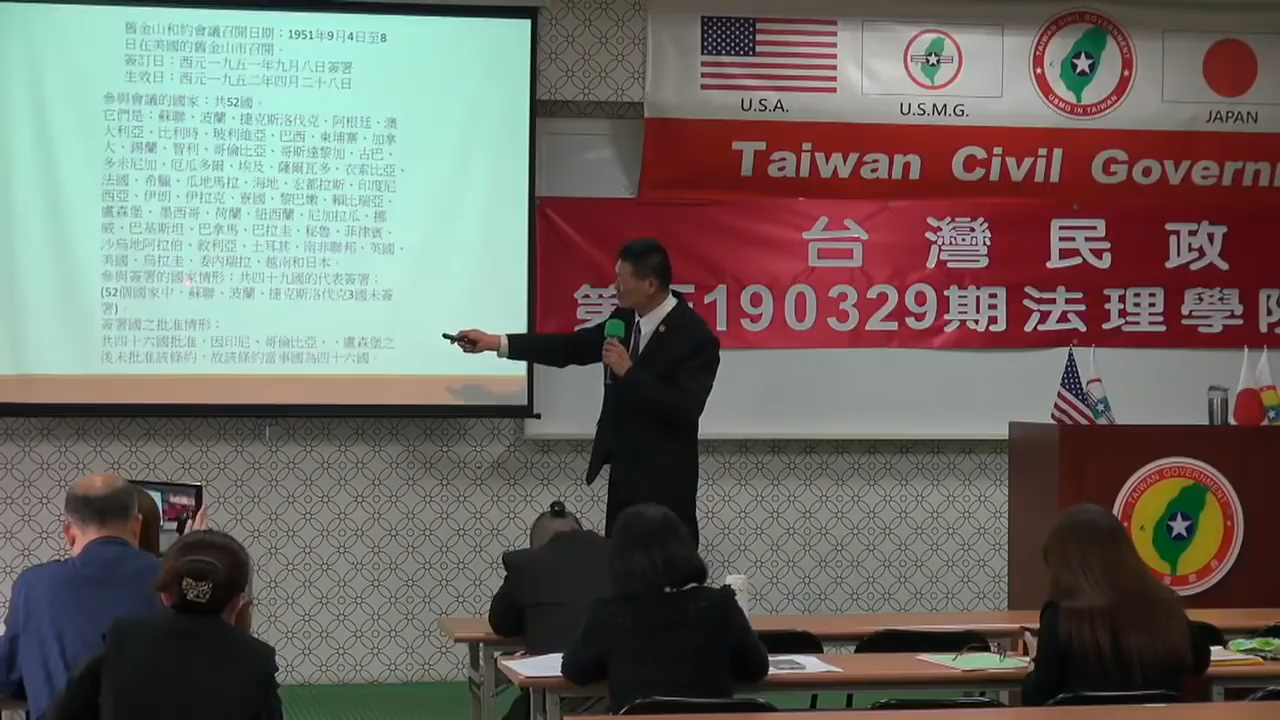 舊金山和約會議召開日期：1951年9月4日至8
日在美國的舊金山市召開。
簽訂日：西元一九五一年九月八日簽署
生效日：西元一九五二年四月二十八日
參與會議的國家：共52國。
它們是：蘇聯、波蘭、捷克斯洛伐克、阿根廷、澳
大利亞、比利時、玻利維亞、巴西、柬埔寨、加拿
大、錫蘭、智利、哥倫比亞、哥斯達黎加、古巴、
多米尼加、厄瓜多爾、埃及、薩爾瓦多、衣索比亞、
法國、希臘、瓜地馬拉、海地、宏都拉斯、印度尼
西亞、伊朗、伊拉克、寮國、黎巴嫩、賴比瑞亞、
盧森堡、墨西哥、荷蘭、紐西蘭、尼加拉瓜、挪
威、巴基斯坦、巴拿馬、巴拉圭、秘魯、菲律賓、
沙烏地阿拉伯、敘利亞、土耳其、南非聯邦、英國、
美國、烏拉圭、委內瑞拉、越南和日本。
參與簽署的國家情形：共四十九國的代表簽署；
(52個國家中，蘇聯、波蘭、捷克斯洛伐克3國未簽
署)。
簽署國之批准情形：
共四十六國批准，因印尼、哥倫比亞、、盧森堡之
後未批准該條約，故該條約當事國為四十六國。
U.S.A.
U.S.M.G.
TAIWAN CIVIL GOVERNMENT
USMG IN TAIWAN
JAPAN
Taiwan Civil Governm
台灣民政
第 190329期法理學院
TAIWAN GOVERNMENT